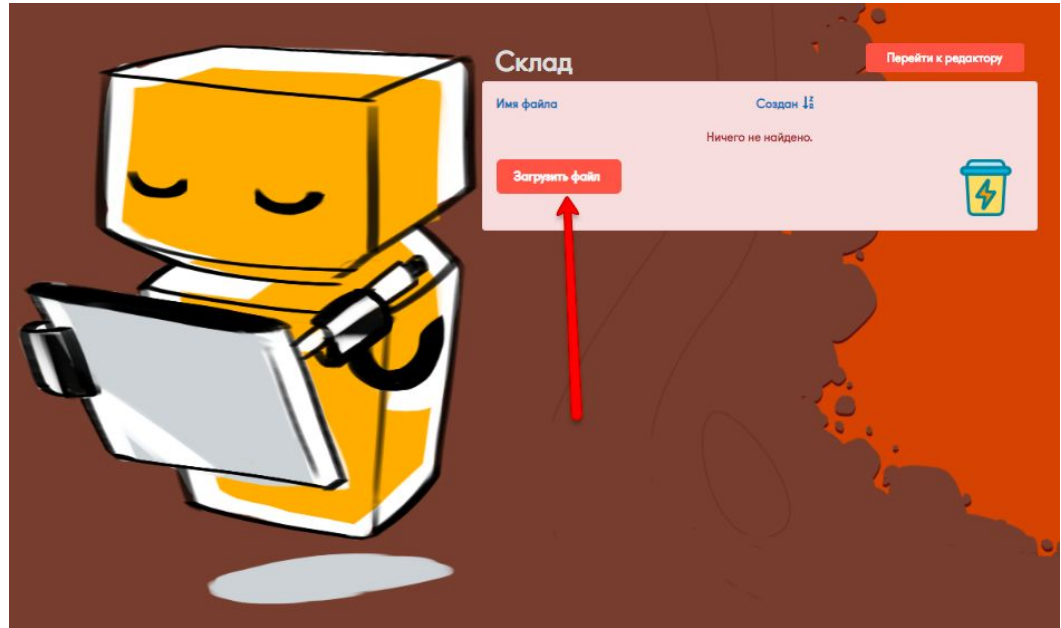 Склад
Перейти к редактору
Имя файла
Создан
Ничего не найдено.
Загрузить файл